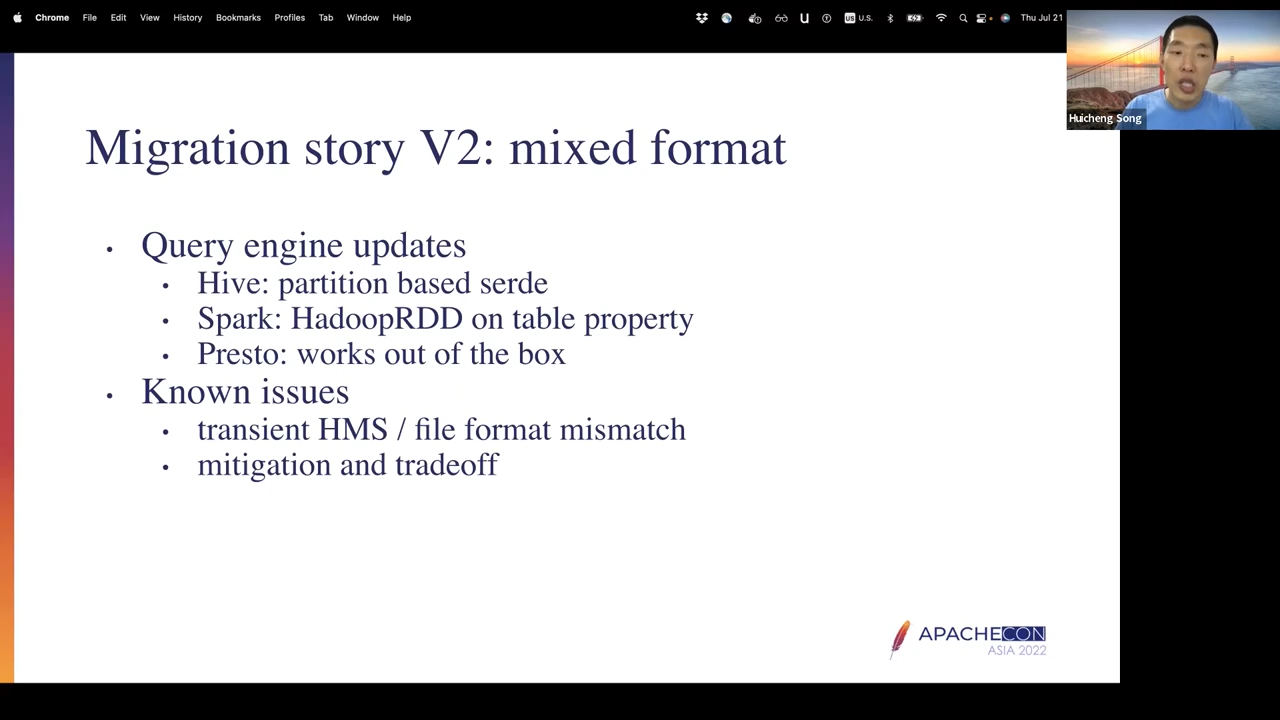 Chrome File Edit View History Bookmarks Profiles Tab Window Help U US U.S. Thu Jul 21
Huicheng Song
Migration story V2: mixed format
• Query engine updates
• Hive: partition based serde
• Spark: HadoopRDD on table property
• Presto: works out of the box
• Known issues
• transient HMS / file format mismatch
• mitigation and tradeoff
APACHECON
ASIA 2022